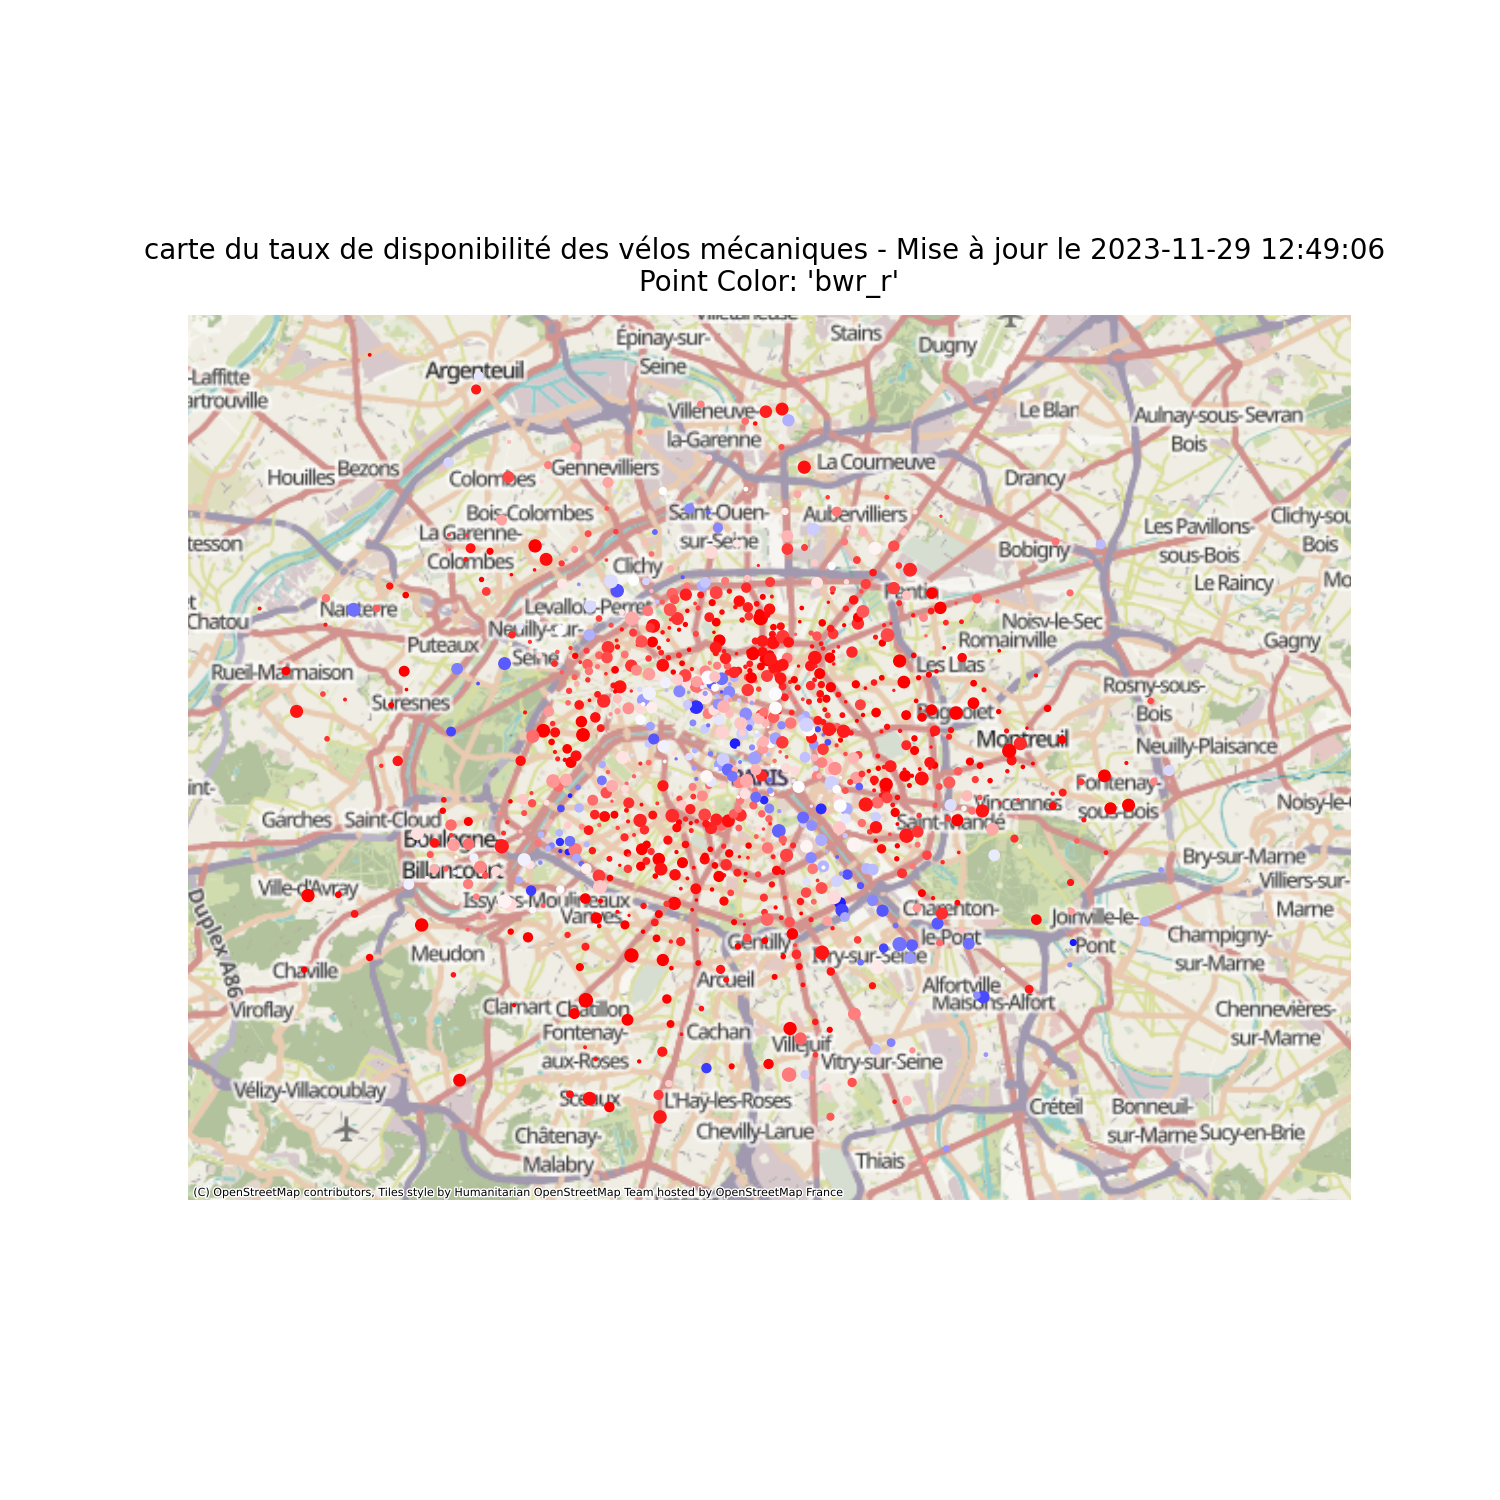 carte du taux de disponibilité des vélos mécaniques - Mise à jour le 2023-11-29 12:49:06
Point Color: 'bwr_r'
Épinay-sur-
Seine
Stains
Dugny
Argenteuil
-Laffitte
artrouville
Villeneuve-
la-Garenne
Le Blan
Aulnay-sous-
Bois
Sevran
Houilles
Bezons
Colombes
Gennevilliers
La Courneuve
Drancy
Bois-Colombes
Saint-Ouen-
sur-Seine
Aubervilliers
Les Pavillons-
sous-Bois
Clichy-sou
Bois
tesson
La Garenne-
Colombes
Clichy
Bobigny
Le Raincy
Mo
t
Chatou
Nanterre
Levallois-Perret
Pantin
Neuilly-sur-
Seine
Puteaux
Noisy-le-Sec
Romainville
Gagny
Rueil-Malmaison
Les Lilas
Suresnes
Rosny-sous-
Bois
Bagnolet
Montreuil
Neuilly-Plaisance
PARIS
int-
Fontenay-
sous-Bois
Vincennes
Noisy-le-
Garches
Saint-Cloud
Saint-Mandé
Boulogne-
Billancourt
Bry-sur-Marne
Ville-d'Avray
Villiers-sur-
Marne
Issy-les-Moulineaux
Vanves
Charenton-
le-Pont
Joinville-le-
Pont
Duplex A86
Meudon
Gentilly
Ivry-sur-Seine
Champigny-
sur-Marne
Chaville
Arcueil
Alfortville
Maisons-Alfort
Viroflay
Clamart
Châtillon
Chennevières-
sur-Marne
Fontenay-
aux-Roses
Cachan
Villejuif
Vitry-sur-Seine
Vélizy-Villacoublay
Sceaux
L'Haÿ-les-Roses
Créteil
Bonneuil-
sur-Marne
Sucy-en-Brie
Châtenay-
Malabry
Chevilly-Larue
Thiais
(C) OpenStreetMap contributors, Tiles style by Humanitarian OpenStreetMap Team hosted by OpenStreetMap France